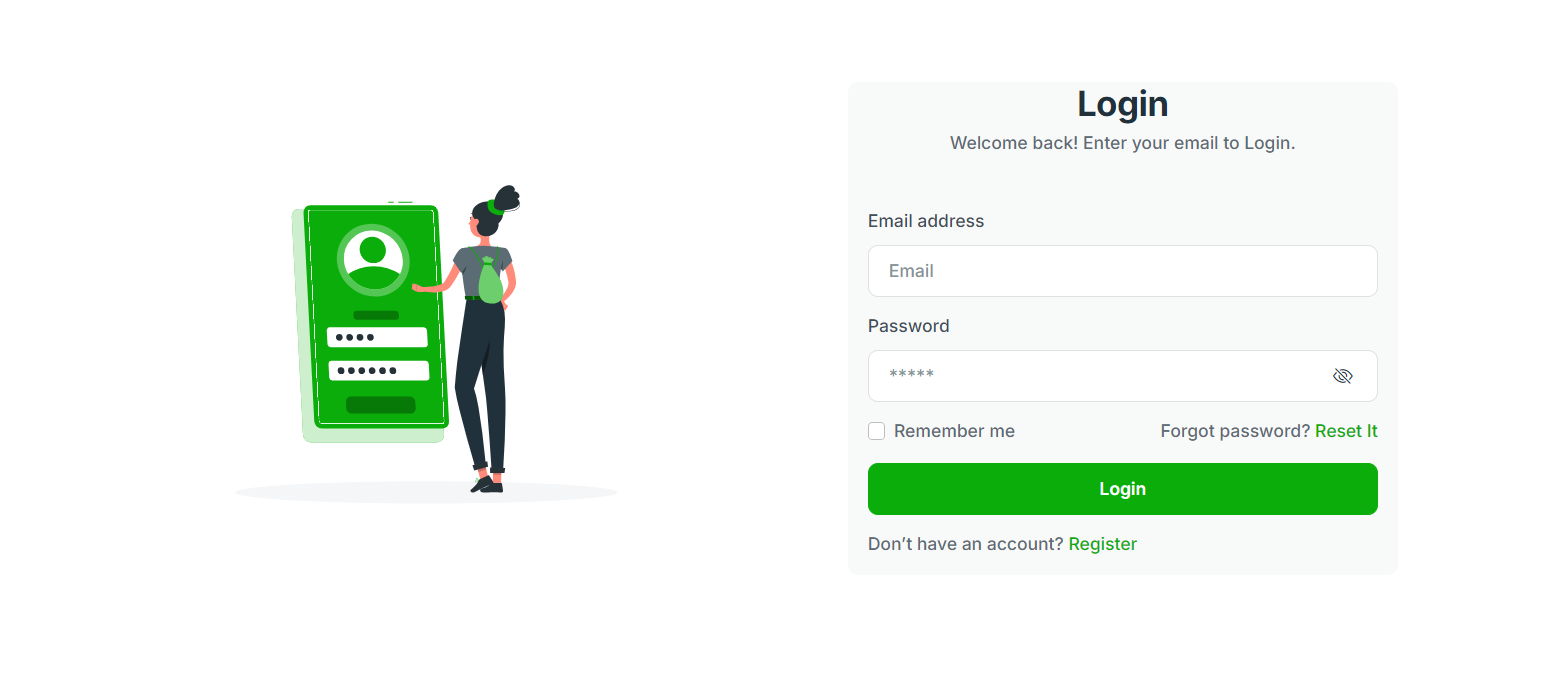 Login
Welcome back! Enter your email to Login.
Email address
Email
Password
*****
Remember me
Forgot password? Reset It
Login
Don’t have an account? Register